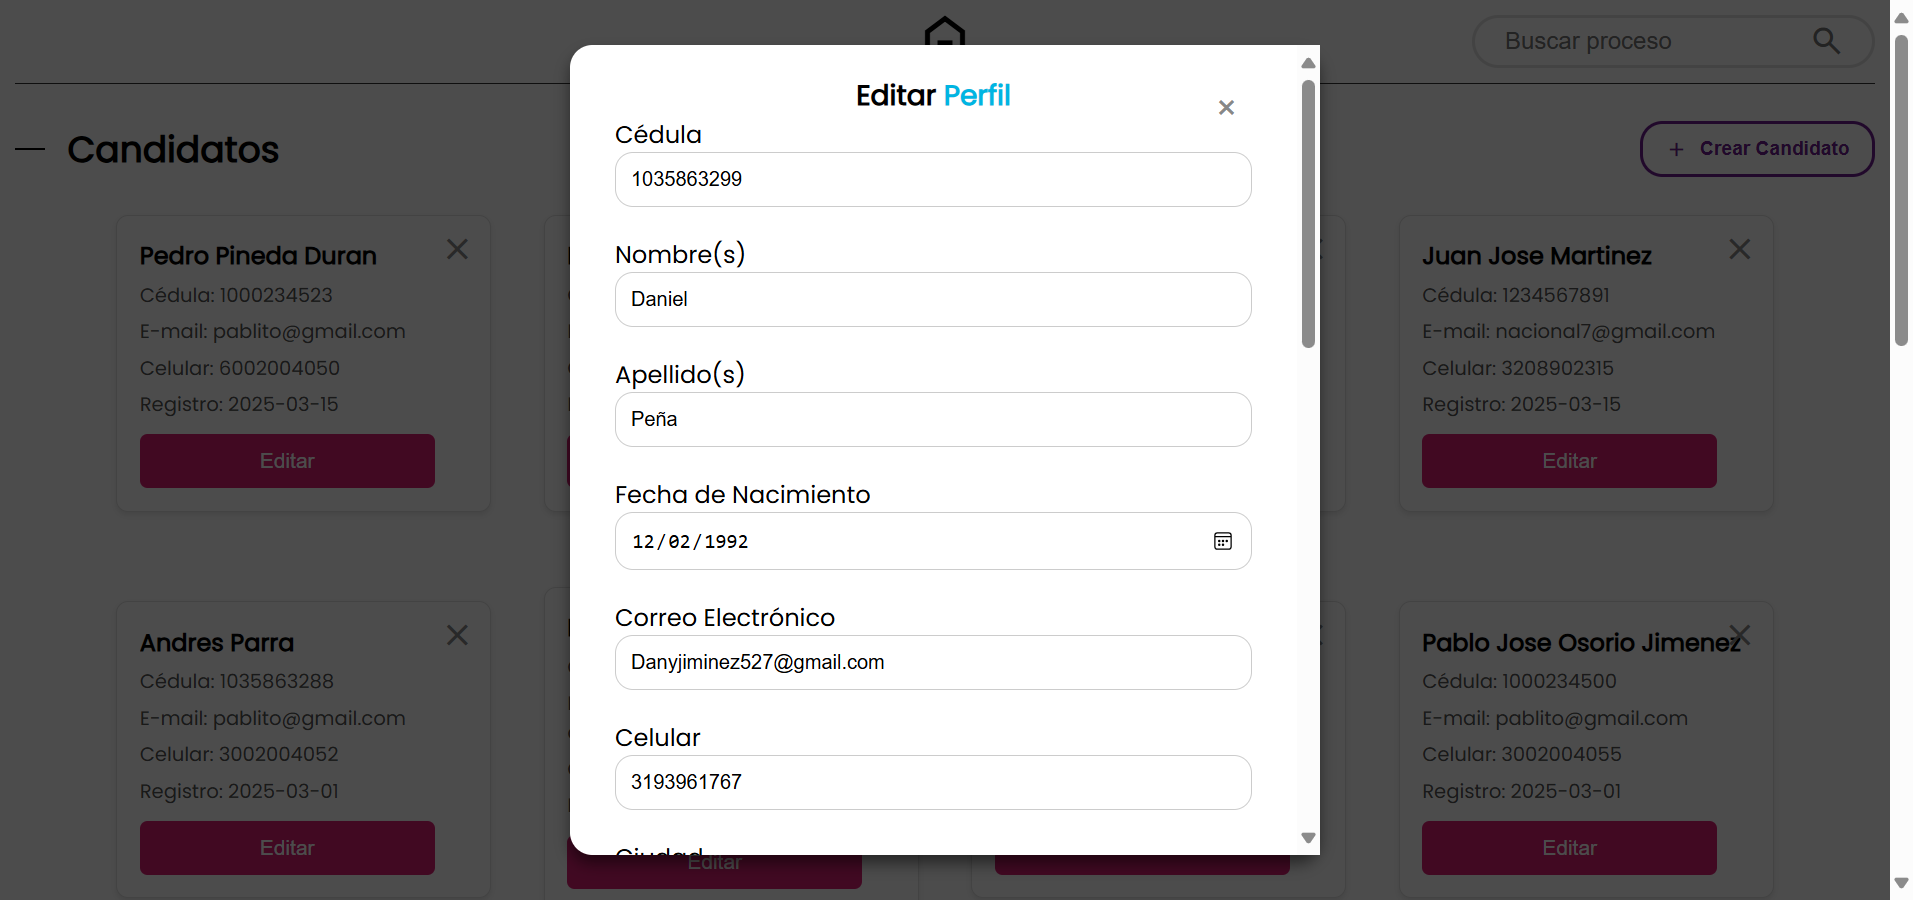 Buscar proceso
Candidatos
+ Crear Candidato
Editar Perfil
×
Cédula
1035863299
Nombre(s)
Daniel
Apellido(s)
Peña
Fecha de Nacimiento
12/02/1992
Correo Electrónico
Danyjiminez527@gmail.com
Celular
3193961767
Ciudad
Pedro Pineda Duran
Cédula: 1000234523
E-mail: pablito@gmail.com
Celular: 6002004050
Registro: 2025-03-15
Editar
Juan Jose Martinez
Cédula: 1234567891
E-mail: nacional7@gmail.com
Celular: 3208902315
Registro: 2025-03-15
Editar
Andres Parra
Cédula: 1035863288
E-mail: pablito@gmail.com
Celular: 3002004052
Registro: 2025-03-01
Editar
Editar
Pablo Jose Osorio Jimenez
Cédula: 1000234500
E-mail: pablito@gmail.com
Celular: 3002004055
Registro: 2025-03-01
Editar